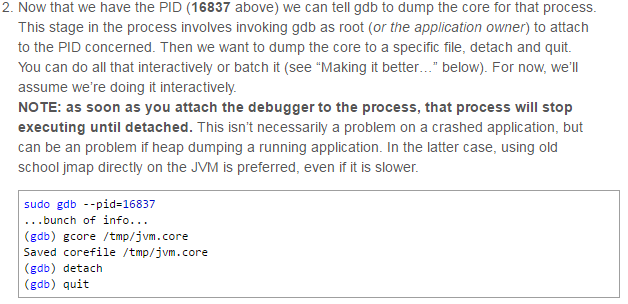 2. Now that we have the PID (16837 above) we can tell gdb to dump the core for that process.
This stage in the process involves invoking gdb as root (or the application owner) to attach
to the PID concerned. Then we want to dump the core to a specific file, detach and quit.
You can do all that interactively or batch it (see “Making it better…” below). For now, we’ll
assume we’re doing it interactively.
NOTE: as soon as you attach the debugger to the process, that process will stop
executing until detached. This isn’t necessarily a problem on a crashed application, but
can be an problem if heap dumping a running application. In the latter case, using old
school jmap directly on the JVM is preferred, even if it is slower.
sudo gdb --pid=16837
...bunch of info...
(gdb) gcore /tmp/jvm.core
Saved corefile /tmp/jvm.core
(gdb) detach
(gdb) quit